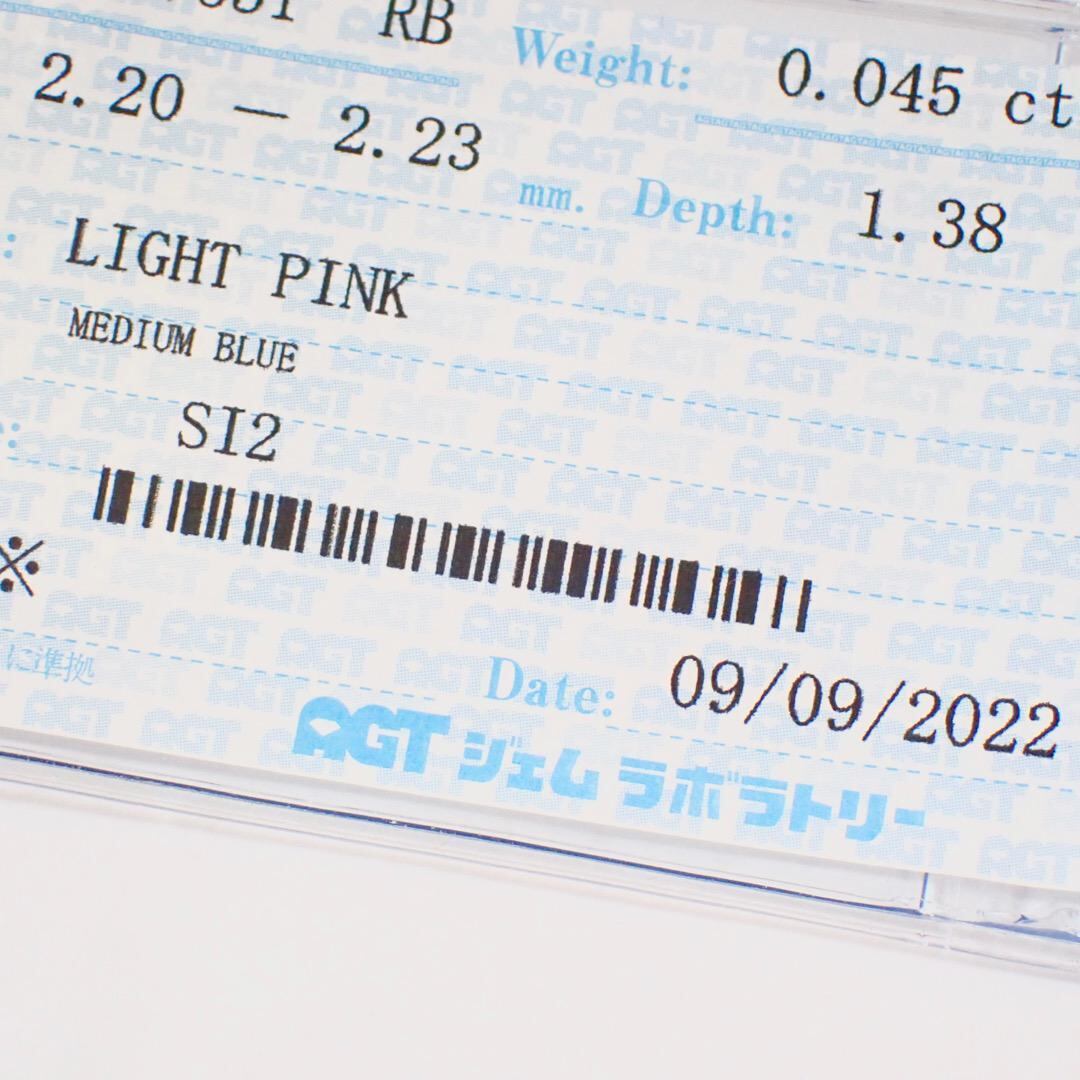 RB Weight: 0.045 ct
2.20 — 2.23 mm. Depth: 1.38
: LIGHT PINK
MEDIUM BLUE
: SI2
※
に準拠
Date: 09/09/2022
AGT ジェム ラボラトリー